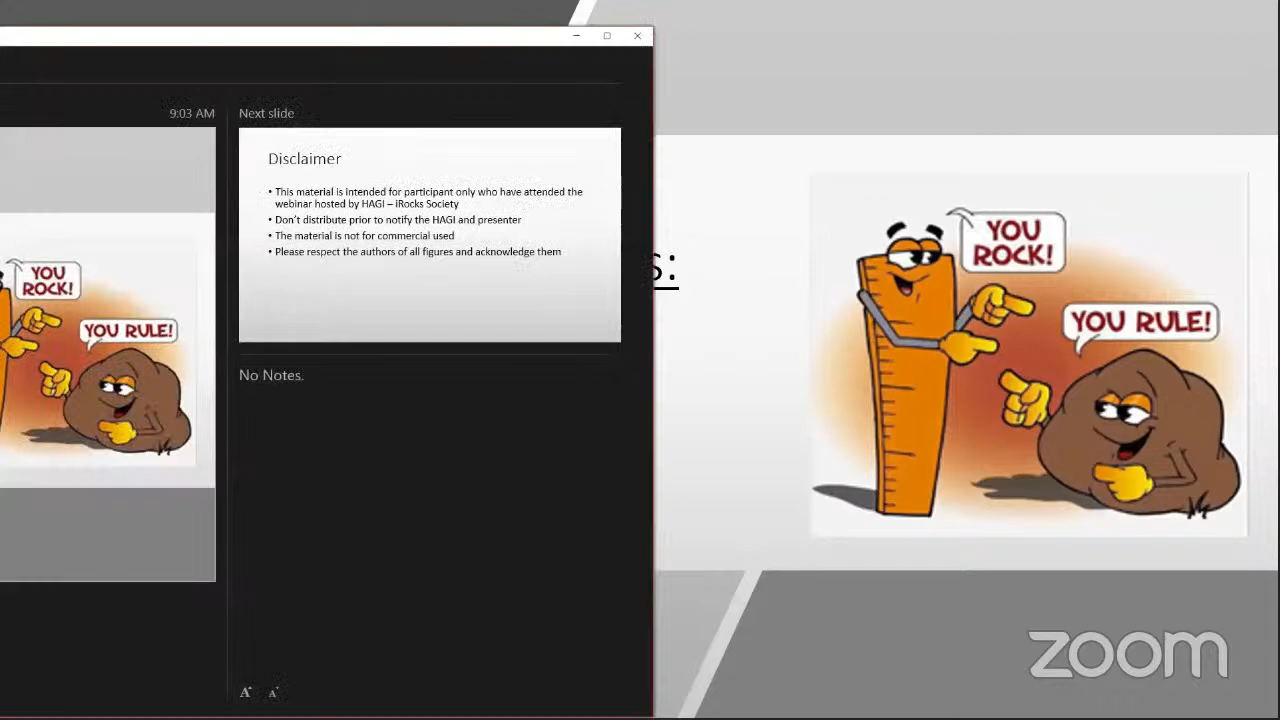 9:03 AM
Next slide
Disclaimer
• This material is intended for participant only who have attended the
webinar hosted by HAGI – iRocks Society
• Don't distribute prior to notify the HAGI and presenter
• The material is not for commercial used
• Please respect the authors of all figures and acknowledge them
YOU
ROCK!
YOU RULE!
No Notes.
A A
s:
YOU
ROCK!
YOU RULE!
zoom